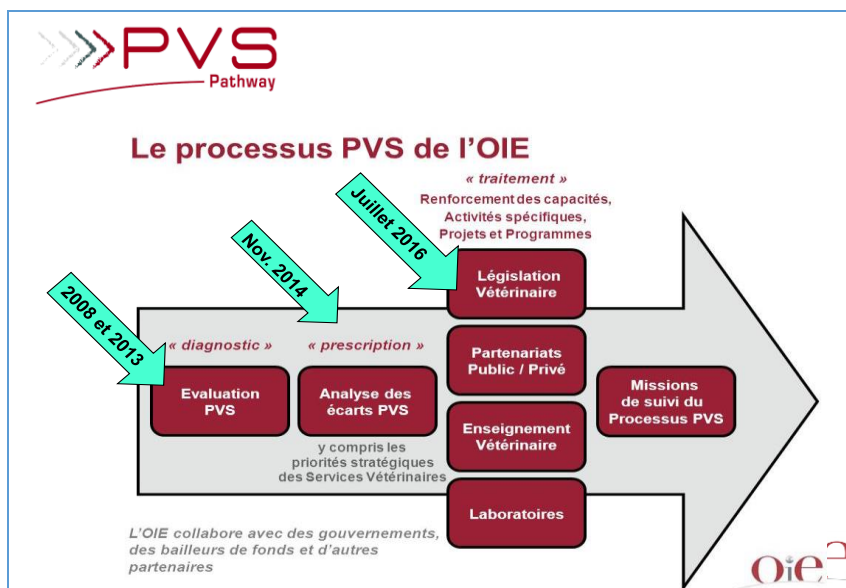 PVS
Pathway
Le processus PVS de l'OIE
« traitement »
Renforcement des capacités,
Activités spécifiques,
Projets et Programmes
Juillet 2016
Nov. 2014
2008 et 2013
« diagnostic »
« prescription »
Evaluation
PVS
Analyse des
écarts PVS
y compris les
priorités stratégiques
des Services Vétérinaires
Législation
Vétérinaire
Partenariats
Public / Privé
Enseignement
Vétérinaire
Laboratoires
Missions
de suivi du
Processus PVS
L'OIE collabore avec des gouvernements,
des bailleurs de fonds et d'autres
partenaires
oie